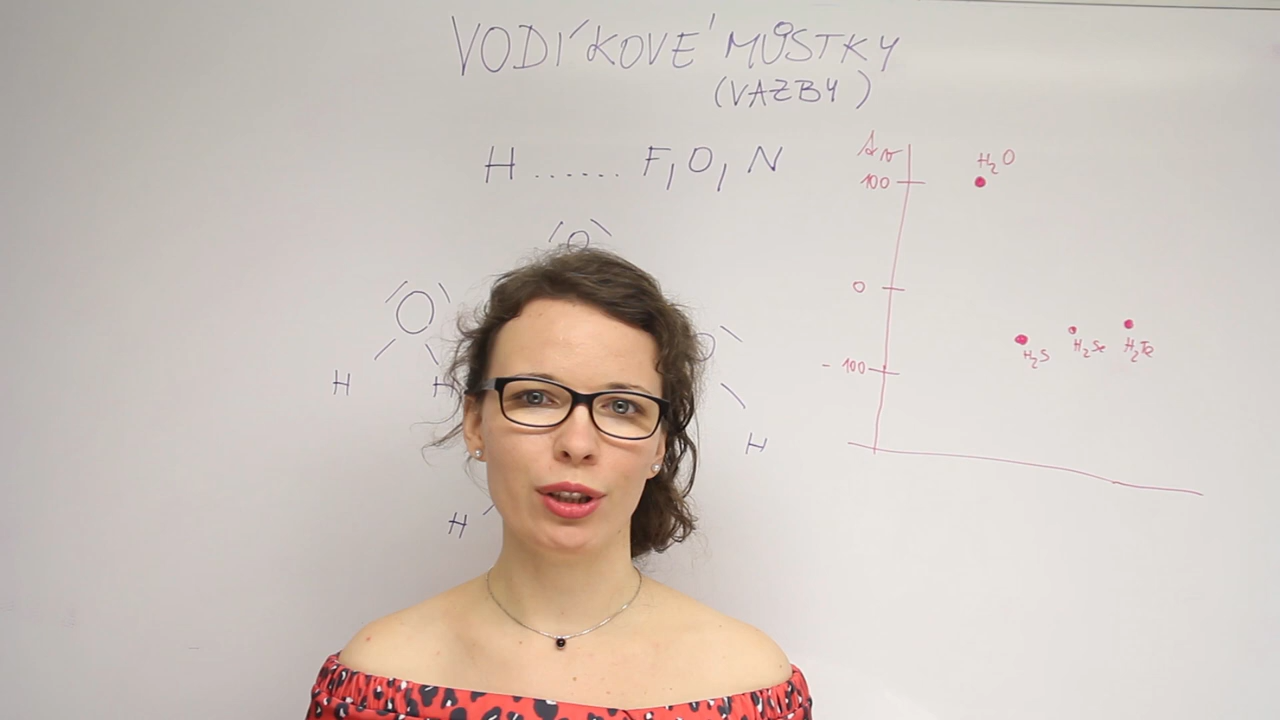 VODÍKOVÉ MŮSTKY
(VAZBY)
H ...... F, O, N
O
O
H
H
H
H
tv
100
0
- 100
H₂O
H₂S
H₂Se
H₂Te